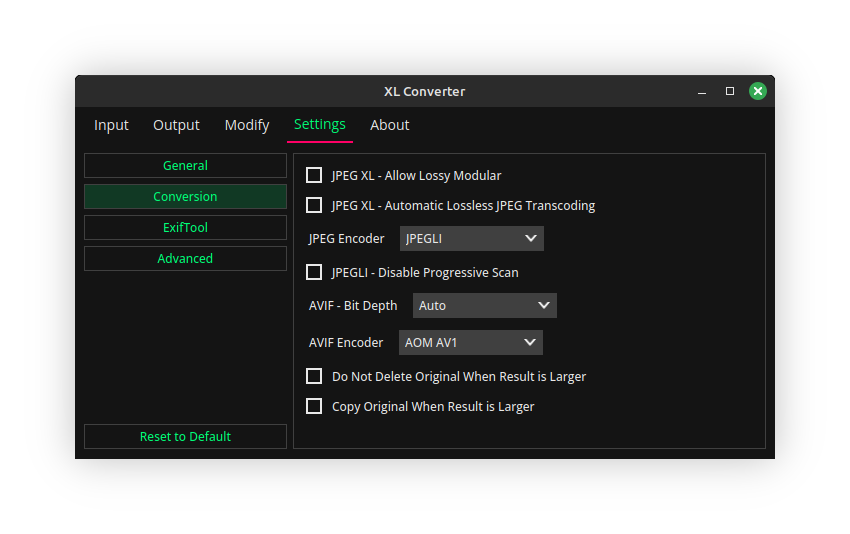 XL Converter
Input Output Modify Settings About
General
Conversion
ExifTool
Advanced
Reset to Default
JPEG XL - Allow Lossy Modular
JPEG XL - Automatic Lossless JPEG Transcoding
JPEG Encoder JPEGLI
JPEGLI - Disable Progressive Scan
AVIF - Bit Depth Auto
AVIF Encoder AOM AV1
Do Not Delete Original When Result is Larger
Copy Original When Result is Larger